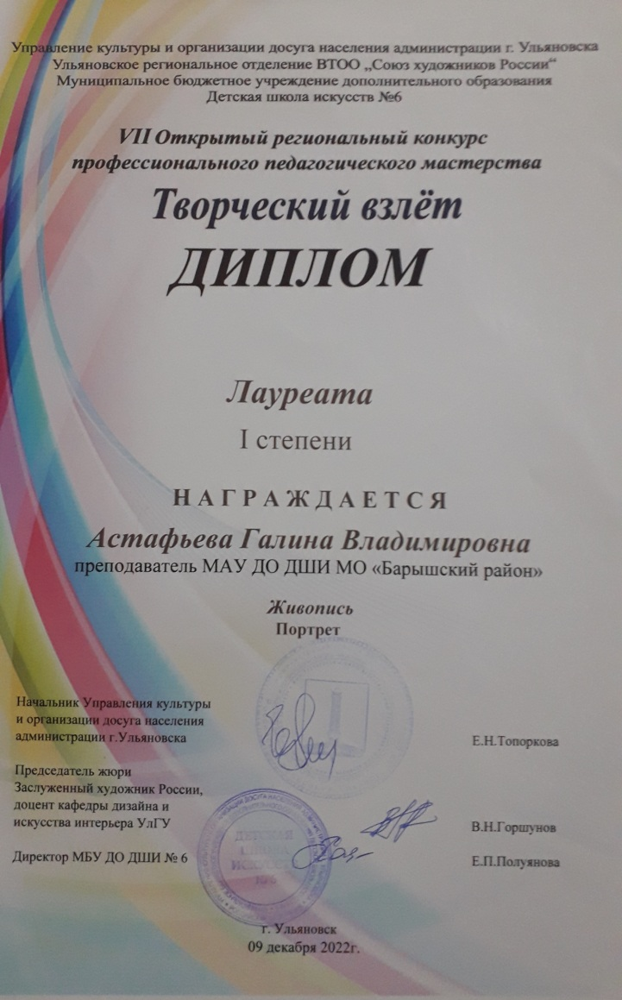 Управление культуры и организации досуга населения администрации г. Ульяновска
Ульяновское региональное отделение ВТОО „Союз художников России“
Муниципальное бюджетное учреждение дополнительного образования
Детская школа искусств №6
VII Открытый региональный конкурс
профессионального педагогического мастерства
Творческий взлёт
ДИПЛОМ
Лауреата
I степени
НАГРАЖДАЕТСЯ
Астафьева Галина Владимировна
преподаватель МАУ ДО ДШИ МО «Барышский район»
Живопись
Портрет
Начальник Управления культуры
и организации досуга населения
администрации г.Ульяновска
Е.Н.Топоркова
Председатель жюри
Заслуженный художник России,
доцент кафедры дизайна и
искусства интерьера УлГУ
В.Н.Горшунов
Директор МБУ ДО ДШИ № 6
Е.П.Полуянова
ДЕТСКАЯ
ШКОЛА
ИСКУССТВ
№6
г. Ульяновск
09 декабря 2022г.